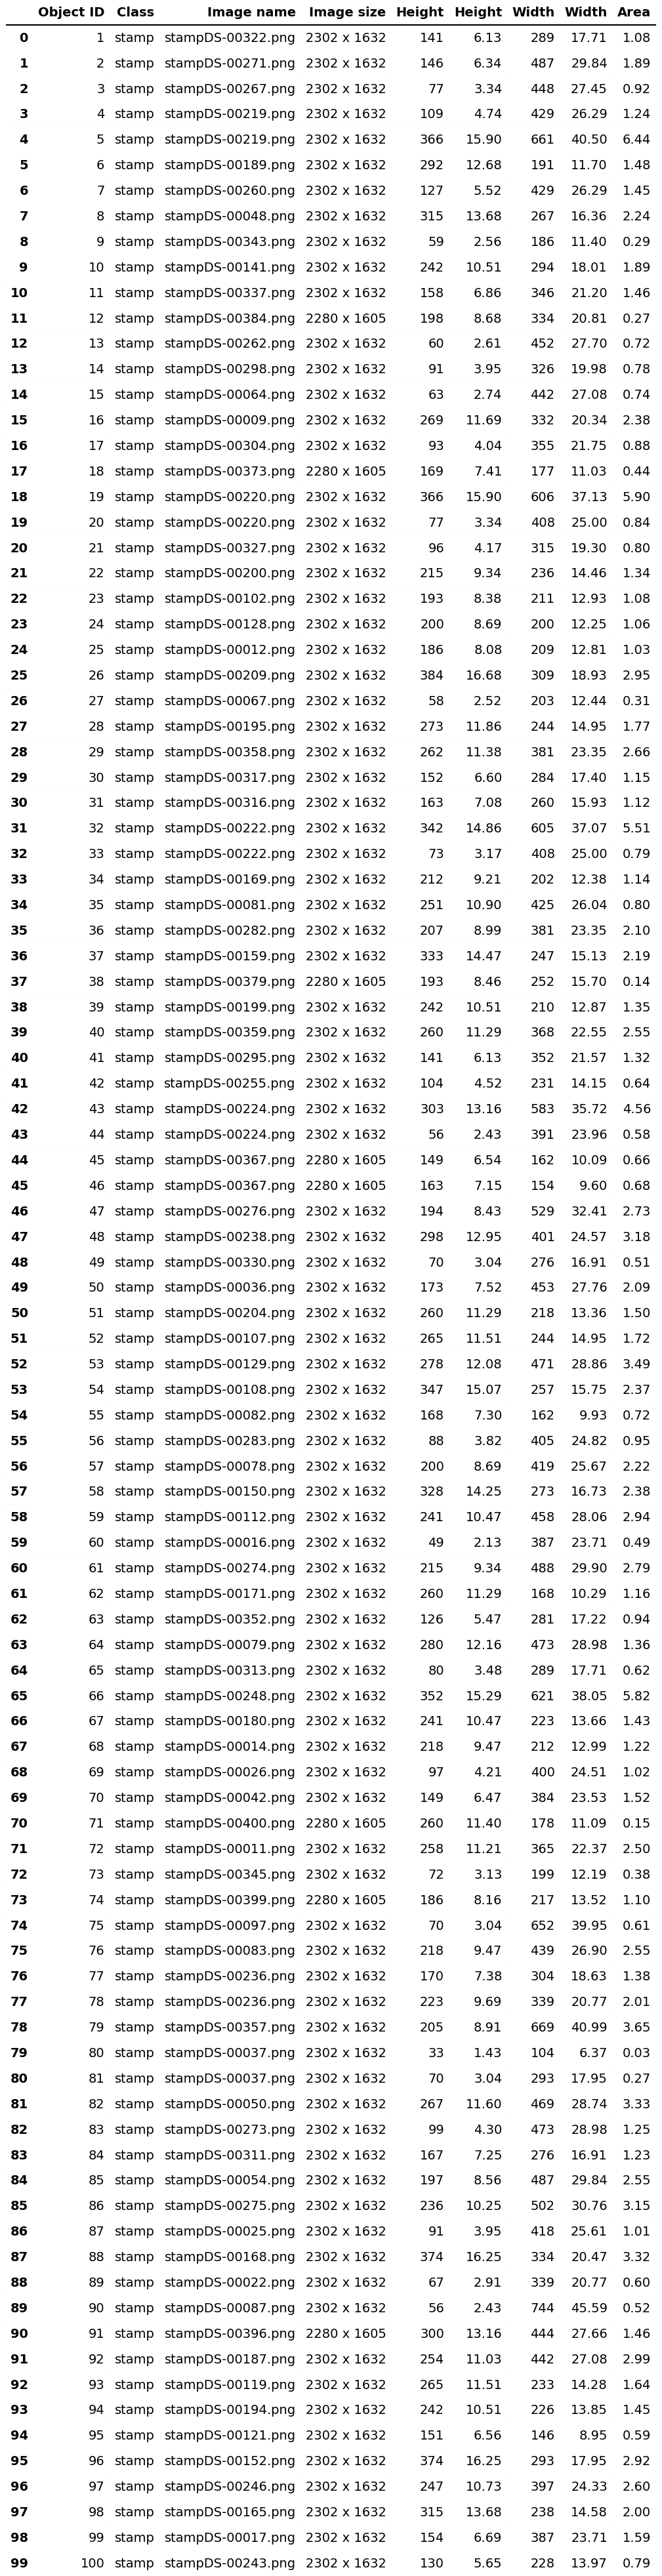 Object ID Class Image name Image size Height Height Width Width Area
0 1 stamp stampDS-00322.png 2302 x 1632 141 6.13 289 17.71 1.08
1 2 stamp stampDS-00271.png 2302 x 1632 146 6.34 487 29.84 1.89
2 3 stamp stampDS-00267.png 2302 x 1632 77 3.34 448 27.45 0.92
3 4 stamp stampDS-00219.png 2302 x 1632 109 4.74 429 26.29 1.24
4 5 stamp stampDS-00219.png 2302 x 1632 366 15.90 661 40.50 6.44
5 6 stamp stampDS-00189.png 2302 x 1632 292 12.68 191 11.70 1.48
6 7 stamp stampDS-00260.png 2302 x 1632 127 5.52 429 26.29 1.45
7 8 stamp stampDS-00048.png 2302 x 1632 315 13.68 267 16.36 2.24
8 9 stamp stampDS-00343.png 2302 x 1632 59 2.56 186 11.40 0.29
9 10 stamp stampDS-00141.png 2302 x 1632 242 10.51 294 18.01 1.89
10 11 stamp stampDS-00337.png 2302 x 1632 158 6.86 346 21.20 1.46
11 12 stamp stampDS-00384.png 2280 x 1605 198 8.68 334 20.81 0.27
12 13 stamp stampDS-00262.png 2302 x 1632 60 2.61 452 27.70 0.72
13 14 stamp stampDS-00298.png 2302 x 1632 91 3.95 326 19.98 0.78
14 15 stamp stampDS-00064.png 2302 x 1632 63 2.74 442 27.08 0.74
15 16 stamp stampDS-00009.png 2302 x 1632 269 11.69 332 20.34 2.38
16 17 stamp stampDS-00304.png 2302 x 1632 93 4.04 355 21.75 0.88
17 18 stamp stampDS-00373.png 2280 x 1605 169 7.41 177 11.03 0.44
18 19 stamp stampDS-00220.png 2302 x 1632 366 15.90 606 37.13 5.90
19 20 stamp stampDS-00220.png 2302 x 1632 77 3.34 408 25.00 0.84
20 21 stamp stampDS-00327.png 2302 x 1632 96 4.17 315 19.30 0.80
21 22 stamp stampDS-00200.png 2302 x 1632 215 9.34 236 14.46 1.34
22 23 stamp stampDS-00102.png 2302 x 1632 193 8.38 211 12.93 1.08
23 24 stamp stampDS-00128.png 2302 x 1632 200 8.69 200 12.25 1.06
24 25 stamp stampDS-00012.png 2302 x 1632 186 8.08 209 12.81 1.03
25 26 stamp stampDS-00209.png 2302 x 1632 384 16.68 309 18.93 2.95
26 27 stamp stampDS-00067.png 2302 x 1632 58 2.52 203 12.44 0.31
27 28 stamp stampDS-00195.png 2302 x 1632 273 11.86 244 14.95 1.77
28 29 stamp stampDS-00358.png 2302 x 1632 262 11.38 381 23.35 2.66
29 30 stamp stampDS-00317.png 2302 x 1632 152 6.60 284 17.40 1.15
30 31 stamp stampDS-00316.png 2302 x 1632 163 7.08 260 15.93 1.12
31 32 stamp stampDS-00222.png 2302 x 1632 342 14.86 605 37.07 5.51
32 33 stamp stampDS-00222.png 2302 x 1632 73 3.17 408 25.00 0.79
33 34 stamp stampDS-00169.png 2302 x 1632 212 9.21 202 12.38 1.14
34 35 stamp stampDS-00081.png 2302 x 1632 251 10.90 425 26.04 0.80
35 36 stamp stampDS-00282.png 2302 x 1632 207 8.99 381 23.35 2.10
36 37 stamp stampDS-00159.png 2302 x 1632 333 14.47 247 15.13 2.19
37 38 stamp stampDS-00379.png 2280 x 1605 193 8.46 252 15.70 0.14
38 39 stamp stampDS-00199.png 2302 x 1632 242 10.51 210 12.87 1.35
39 40 stamp stampDS-00359.png 2302 x 1632 260 11.29 368 22.55 2.55
40 41 stamp stampDS-00295.png 2302 x 1632 141 6.13 352 21.57 1.32
41 42 stamp stampDS-00255.png 2302 x 1632 104 4.52 231 14.15 0.64
42 43 stamp stampDS-00224.png 2302 x 1632 303 13.16 583 35.72 4.56
43 44 stamp stampDS-00224.png 2302 x 1632 56 2.43 391 23.96 0.58
44 45 stamp stampDS-00367.png 2280 x 1605 149 6.54 162 10.09 0.66
45 46 stamp stampDS-00367.png 2280 x 1605 163 7.15 154 9.60 0.68
46 47 stamp stampDS-00276.png 2302 x 1632 194 8.43 529 32.41 2.73
47 48 stamp stampDS-00238.png 2302 x 1632 298 12.95 401 24.57 3.18
48 49 stamp stampDS-00330.png 2302 x 1632 70 3.04 276 16.91 0.51
49 50 stamp stampDS-00036.png 2302 x 1632 173 7.52 453 27.76 2.09
50 51 stamp stampDS-00204.png 2302 x 1632 260 11.29 218 13.36 1.50
51 52 stamp stampDS-00107.png 2302 x 1632 265 11.51 244 14.95 1.72
52 53 stamp stampDS-00129.png 2302 x 1632 278 12.08 471 28.86 3.49
53 54 stamp stampDS-00108.png 2302 x 1632 347 15.07 257 15.75 2.37
54 55 stamp stampDS-00082.png 2302 x 1632 168 7.30 162 9.93 0.72
55 56 stamp stampDS-00283.png 2302 x 1632 88 3.82 405 24.82 0.95
56 57 stamp stampDS-00078.png 2302 x 1632 200 8.69 419 25.67 2.22
57 58 stamp stampDS-00150.png 2302 x 1632 328 14.25 273 16.73 2.38
58 59 stamp stampDS-00112.png 2302 x 1632 241 10.47 458 28.06 2.94
59 60 stamp stampDS-00016.png 2302 x 1632 49 2.13 387 23.71 0.49
60 61 stamp stampDS-00274.png 2302 x 1632 215 9.34 488 29.90 2.79
61 62 stamp stampDS-00171.png 2302 x 1632 260 11.29 168 10.29 1.16
62 63 stamp stampDS-00352.png 2302 x 1632 126 5.47 281 17.22 0.94
63 64 stamp stampDS-00079.png 2302 x 1632 280 12.16 473 28.98 1.36
64 65 stamp stampDS-00313.png 2302 x 1632 80 3.48 289 17.71 0.62
65 66 stamp stampDS-00248.png 2302 x 1632 352 15.29 621 38.05 5.82
66 67 stamp stampDS-00180.png 2302 x 1632 241 10.47 223 13.66 1.43
67 68 stamp stampDS-00014.png 2302 x 1632 218 9.47 212 12.99 1.22
68 69 stamp stampDS-00026.png 2302 x 1632 97 4.21 400 24.51 1.02
69 70 stamp stampDS-00042.png 2302 x 1632 149 6.47 384 23.53 1.52
70 71 stamp stampDS-00400.png 2280 x 1605 260 11.40 178 11.09 0.15
71 72 stamp stampDS-00011.png 2302 x 1632 258 11.21 365 22.37 2.50
72 73 stamp stampDS-00345.png 2302 x 1632 72 3.13 199 12.19 0.38
73 74 stamp stampDS-00399.png 2280 x 1605 186 8.16 217 13.52 1.10
74 75 stamp stampDS-00097.png 2302 x 1632 70 3.04 652 39.95 0.61
75 76 stamp stampDS-00083.png 2302 x 1632 218 9.47 439 26.90 2.55
76 77 stamp stampDS-00236.png 2302 x 1632 170 7.38 304 18.63 1.38
77 78 stamp stampDS-00236.png 2302 x 1632 223 9.69 339 20.77 2.01
78 79 stamp stampDS-00357.png 2302 x 1632 205 8.91 669 40.99 3.65
79 80 stamp stampDS-00037.png 2302 x 1632 33 1.43 104 6.37 0.03
80 81 stamp stampDS-00037.png 2302 x 1632 70 3.04 293 17.95 0.27
81 82 stamp stampDS-00050.png 2302 x 1632 267 11.60 469 28.74 3.33
82 83 stamp stampDS-00273.png 2302 x 1632 99 4.30 473 28.98 1.25
83 84 stamp stampDS-00311.png 2302 x 1632 167 7.25 276 16.91 1.23
84 85 stamp stampDS-00054.png 2302 x 1632 197 8.56 487 29.84 2.55
85 86 stamp stampDS-00275.png 2302 x 1632 236 10.25 502 30.76 3.15
86 87 stamp stampDS-00025.png 2302 x 1632 91 3.95 418 25.61 1.01
87 88 stamp stampDS-00168.png 2302 x 1632 374 16.25 334 20.47 3.32
88 89 stamp stampDS-00022.png 2302 x 1632 67 2.91 339 20.77 0.60
89 90 stamp stampDS-00087.png 2302 x 1632 56 2.43 744 45.59 0.52
90 91 stamp stampDS-00396.png 2280 x 1605 300 13.16 444 27.66 1.46
91 92 stamp stampDS-00187.png 2302 x 1632 254 11.03 442 27.08 2.99
92 93 stamp stampDS-00119.png 2302 x 1632 265 11.51 233 14.28 1.64
93 94 stamp stampDS-00194.png 2302 x 1632 242 10.51 226 13.85 1.45
94 95 stamp stampDS-00121.png 2302 x 1632 151 6.56 146 8.95 0.59
95 96 stamp stampDS-00152.png 2302 x 1632 374 16.25 293 17.95 2.92
96 97 stamp stampDS-00246.png 2302 x 1632 247 10.73 397 24.33 2.60
97 98 stamp stampDS-00165.png 2302 x 1632 315 13.68 238 14.58 2.00
98 99 stamp stampDS-00017.png 2302 x 1632 154 6.69 387 23.71 1.59
99 100 stamp stampDS-00243.png 2302 x 1632 130 5.65 228 13.97 0.79